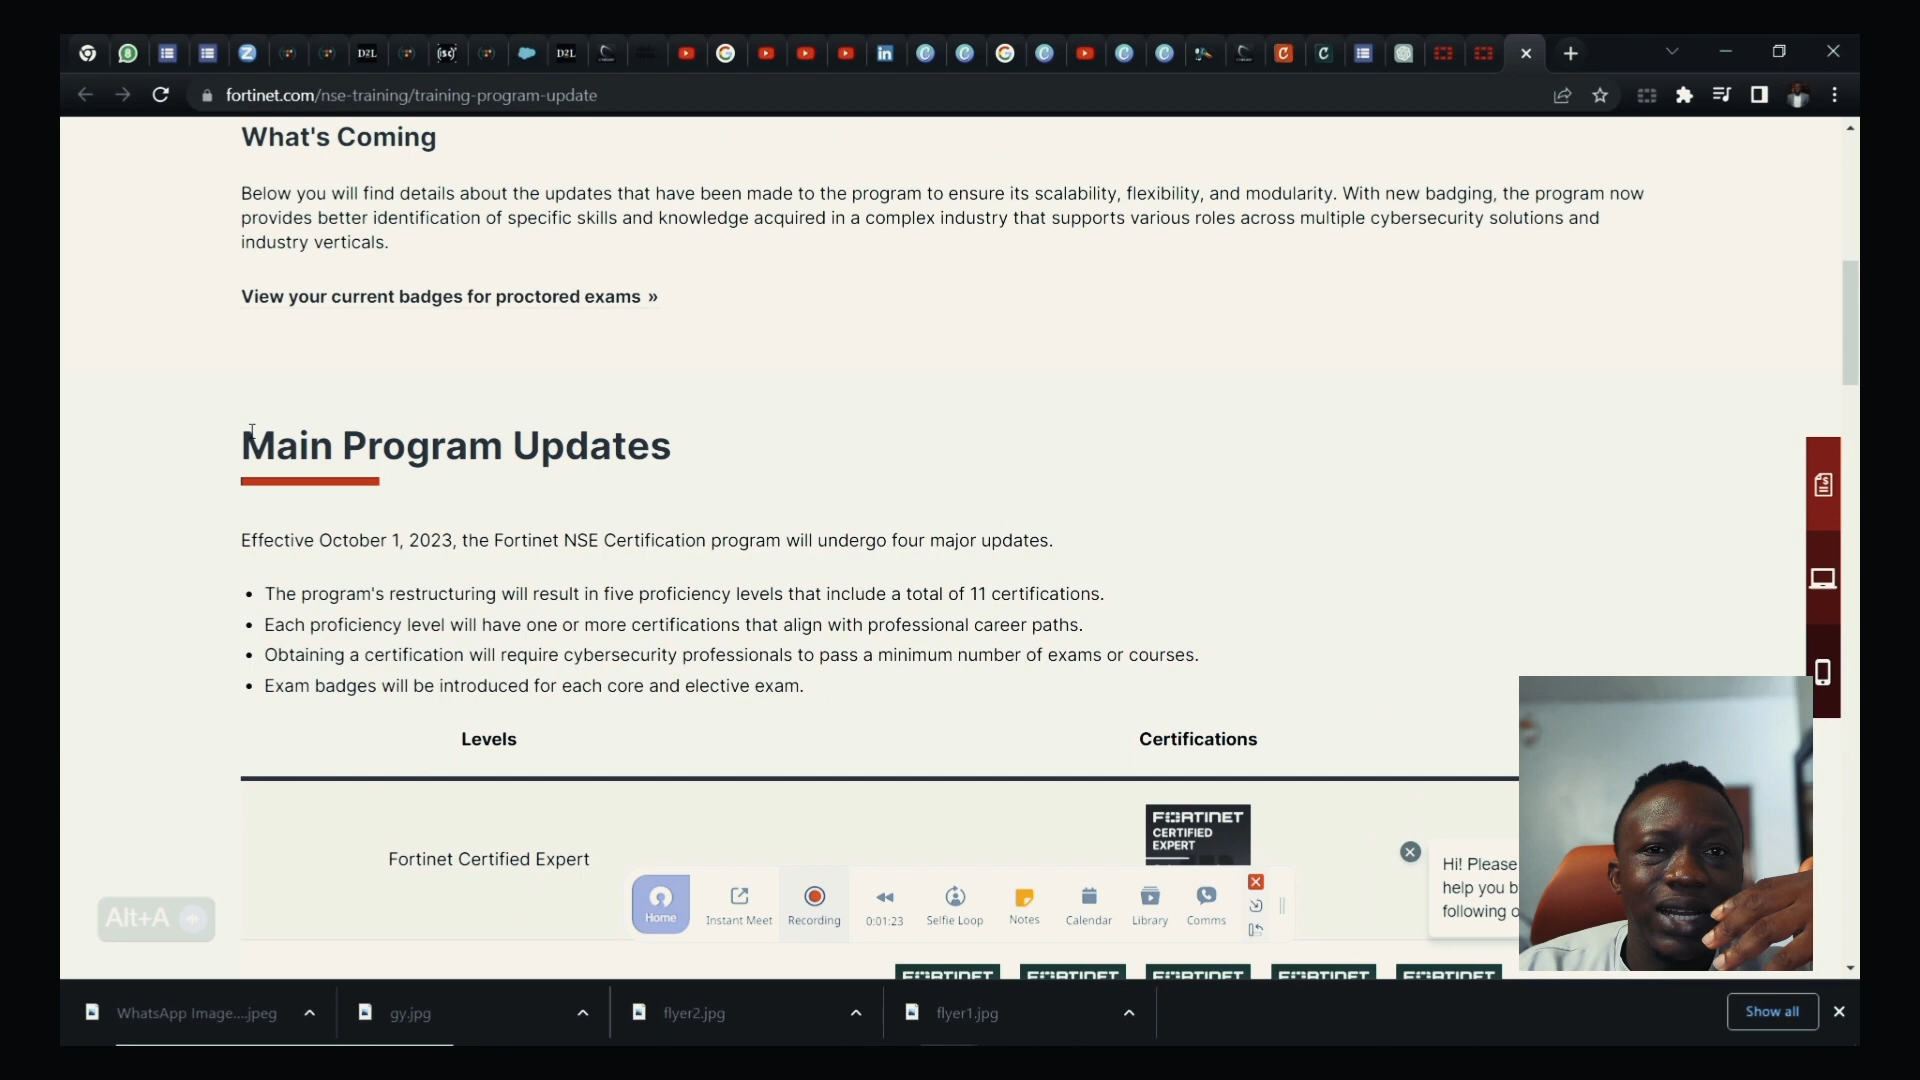 D2L
(isc)
D2L
fortinet.com/nse-training/training-program-update
What's Coming
Below you will find details about the updates that have been made to the program to ensure its scalability, flexibility, and modularity. With new badging, the program now
provides better identification of specific skills and knowledge acquired in a complex industry that supports various roles across multiple cybersecurity solutions and
industry verticals.
View your current badges for proctored exams »
Main Program Updates
Effective October 1, 2023, the Fortinet NSE Certification program will undergo four major updates.
• The program's restructuring will result in five proficiency levels that include a total of 11 certifications.
• Each proficiency level will have one or more certifications that align with professional career paths.
• Obtaining a certification will require cybersecurity professionals to pass a minimum number of exams or courses.
• Exam badges will be introduced for each core and elective exam.
Levels
Certifications
FORTINET
CERTIFIED
EXPERT
Fortinet Certified Expert
Hi! Please
help you b
following o
Alt+A
Home
Instant Meet
Recording
0:01:23
Selfie Loop
Notes
Calendar
Library
Comms
FORTINET
FORTINET
FORTINET
FORTINET
FORTINET
WhatsApp Image....jpeg
gy.jpg
flyer2.jpg
flyer1.jpg
Show all